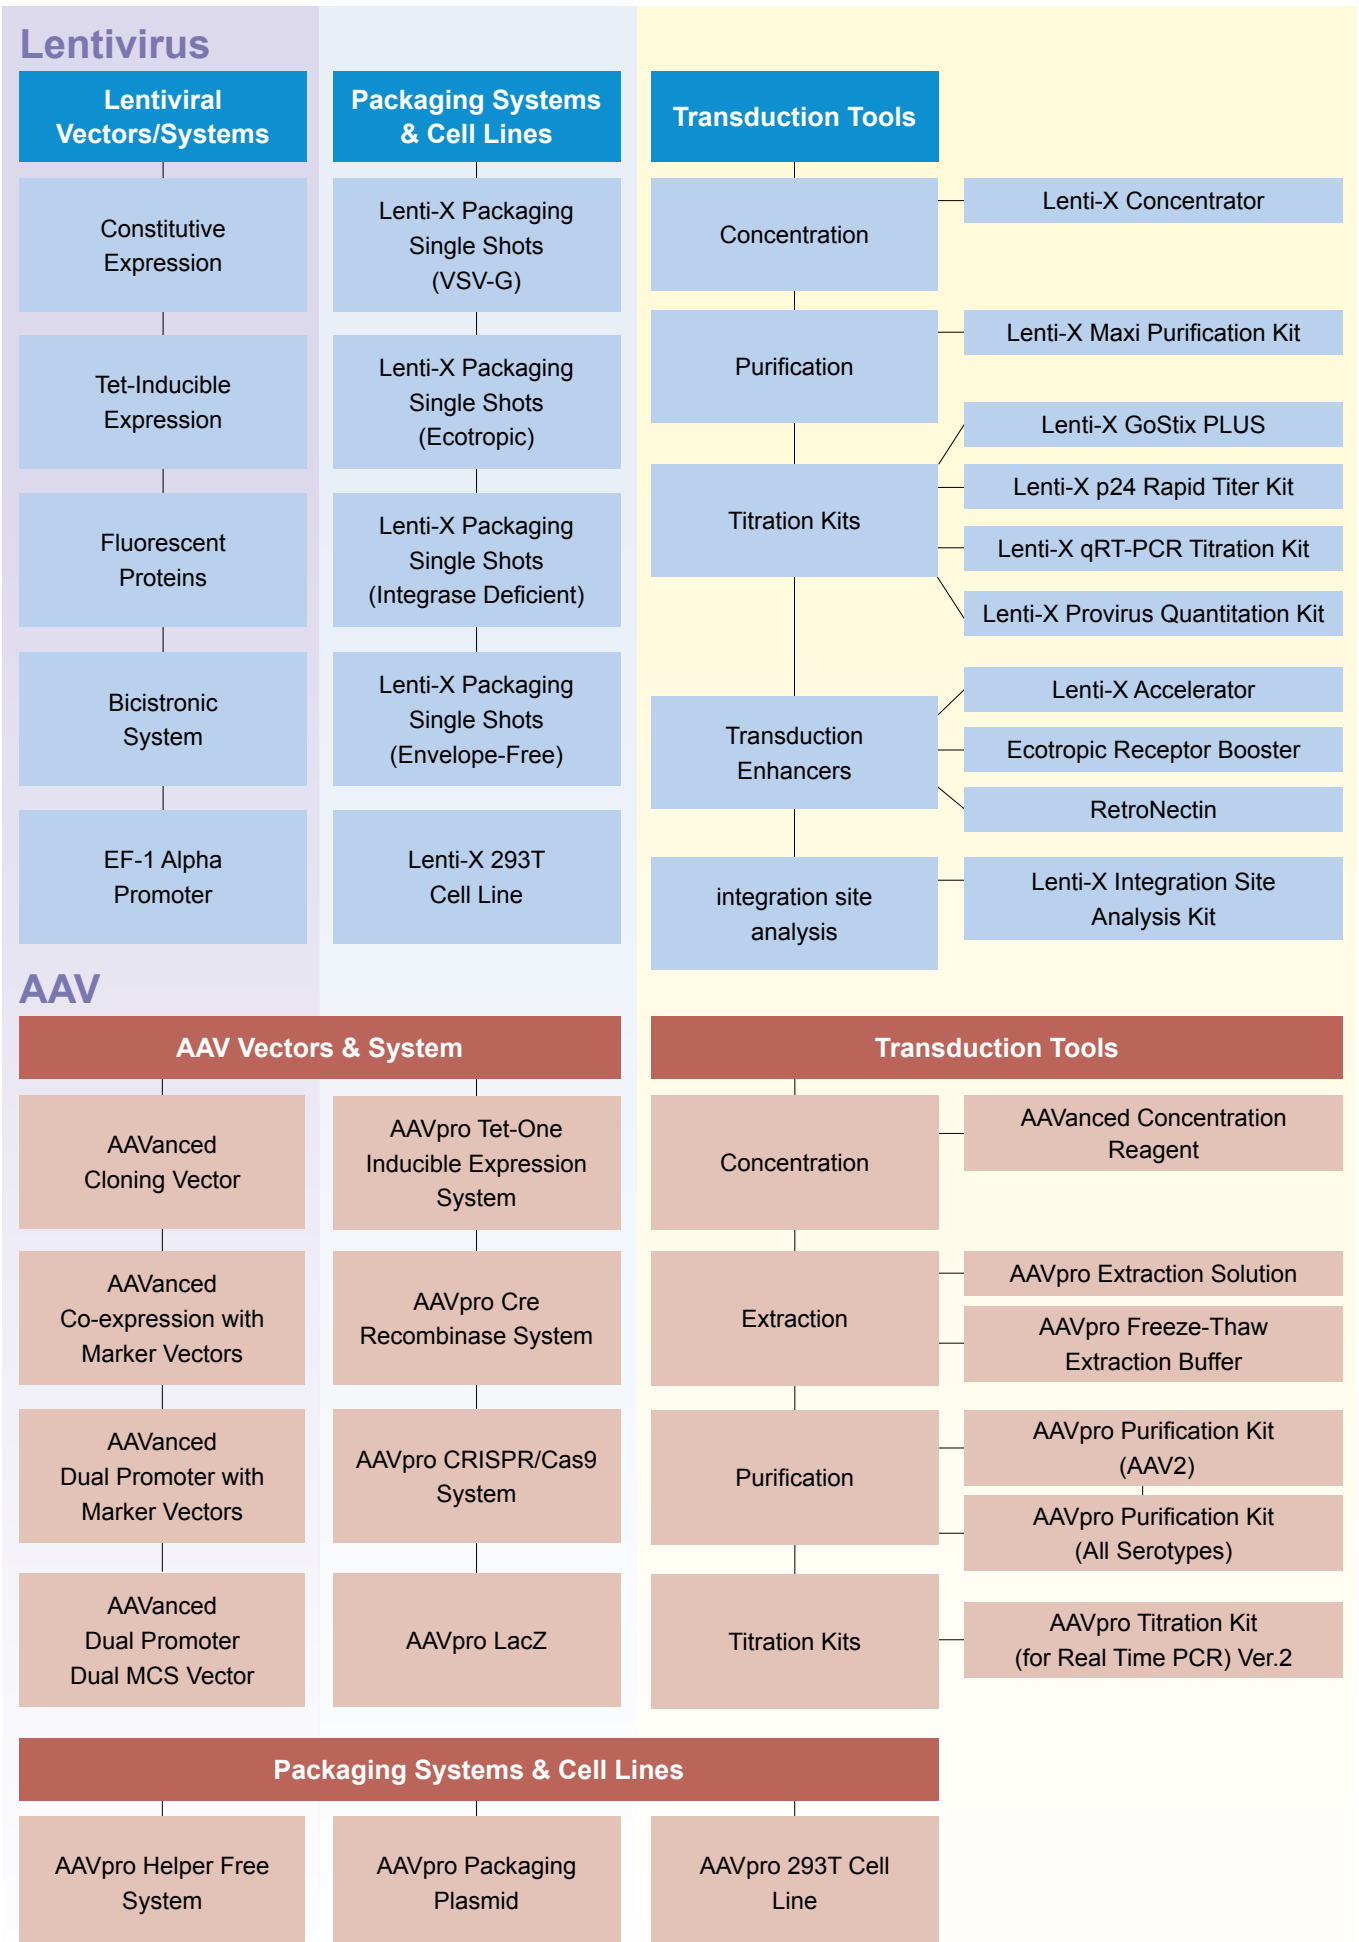 Lentivirus
Lentiviral
Vectors/Systems
Constitutive
Expression
Tet-Inducible
Expression
Fluorescent
Proteins
Bicistronic
System
EF-1 Alpha
Promoter
Packaging Systems
& Cell Lines
Lenti-X Packaging
Single Shots
(VSV-G)
Lenti-X Packaging
Single Shots
(Ecotropic)
Lenti-X Packaging
Single Shots
(Integrase Deficient)
Lenti-X Packaging
Single Shots
(Envelope-Free)
Lenti-X 293T
Cell Line
Transduction Tools
Concentration
Lenti-X Concentrator
Purification
Lenti-X Maxi Purification Kit
Titration Kits
Lenti-X GoStix PLUS
Lenti-X p24 Rapid Titer Kit
Lenti-X qRT-PCR Titration Kit
Lenti-X Provirus Quantitation Kit
Transduction
Enhancers
Lenti-X Accelerator
Ecotropic Receptor Booster
RetroNectin
integration site
analysis
Lenti-X Integration Site
Analysis Kit
AAV
AAV Vectors & System
AAVanced
Cloning Vector
AAVanced
Co-expression with
Marker Vectors
AAVanced
Dual Promoter with
Marker Vectors
AAVanced
Dual Promoter
Dual MCS Vector
AAVpro Tet-One
Inducible Expression
System
AAVpro Cre
Recombinase System
AAVpro CRISPR/Cas9
System
AAVpro LacZ
Transduction Tools
Concentration
AAVanced Concentration
Reagent
Extraction
AAVpro Extraction Solution
AAVpro Freeze-Thaw
Extraction Buffer
Purification
AAVpro Purification Kit
(AAV2)
AAVpro Purification Kit
(All Serotypes)
Titration Kits
AAVpro Titration Kit
(for Real Time PCR) Ver.2
Packaging Systems & Cell Lines
AAVpro Helper Free
System
AAVpro Packaging
Plasmid
AAVpro 293T Cell
Line